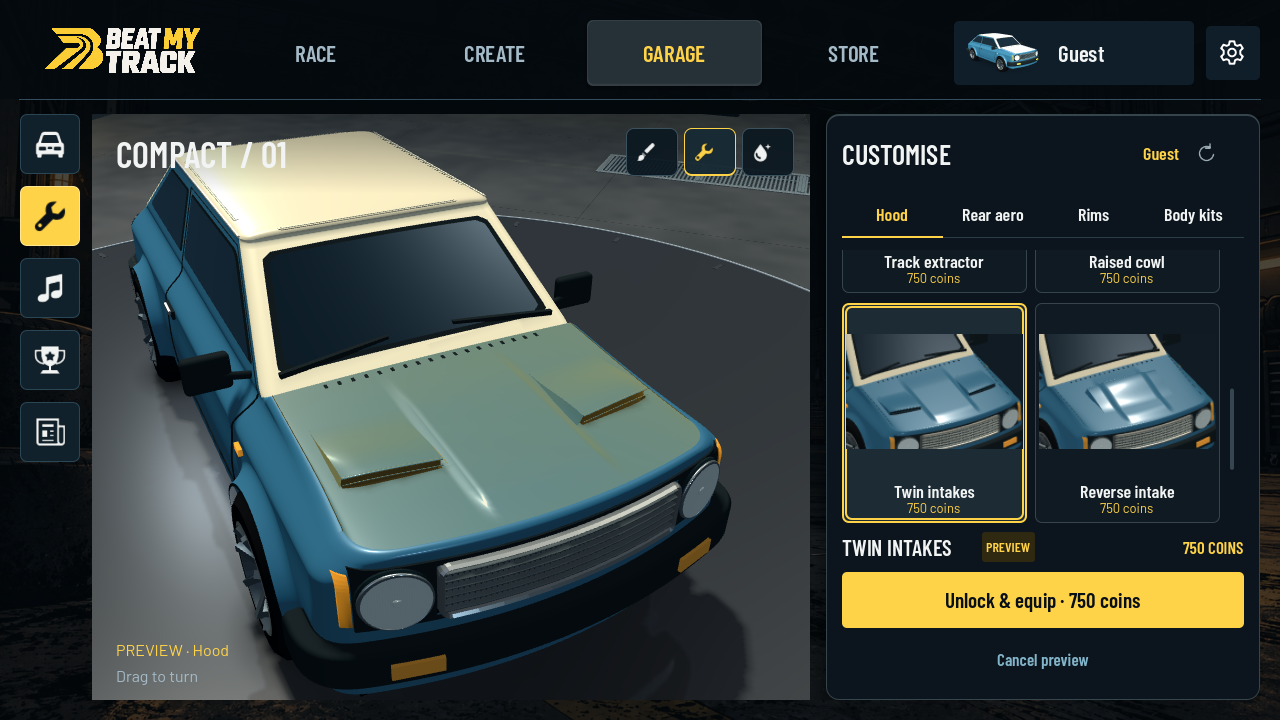 BEAT MY
TRACK
RACE
CREATE
GARAGE
STORE
Guest
COMPACT / 01
CUSTOMISE
Guest
Hood
Rear aero
Rims
Body kits
Track extractor
750 coins
Raised cowl
750 coins
Twin intakes
750 coins
Reverse intake
750 coins
TWIN INTAKES
PREVIEW
750 COINS
Unlock & equip · 750 coins
Cancel preview
PREVIEW · Hood
Drag to turn